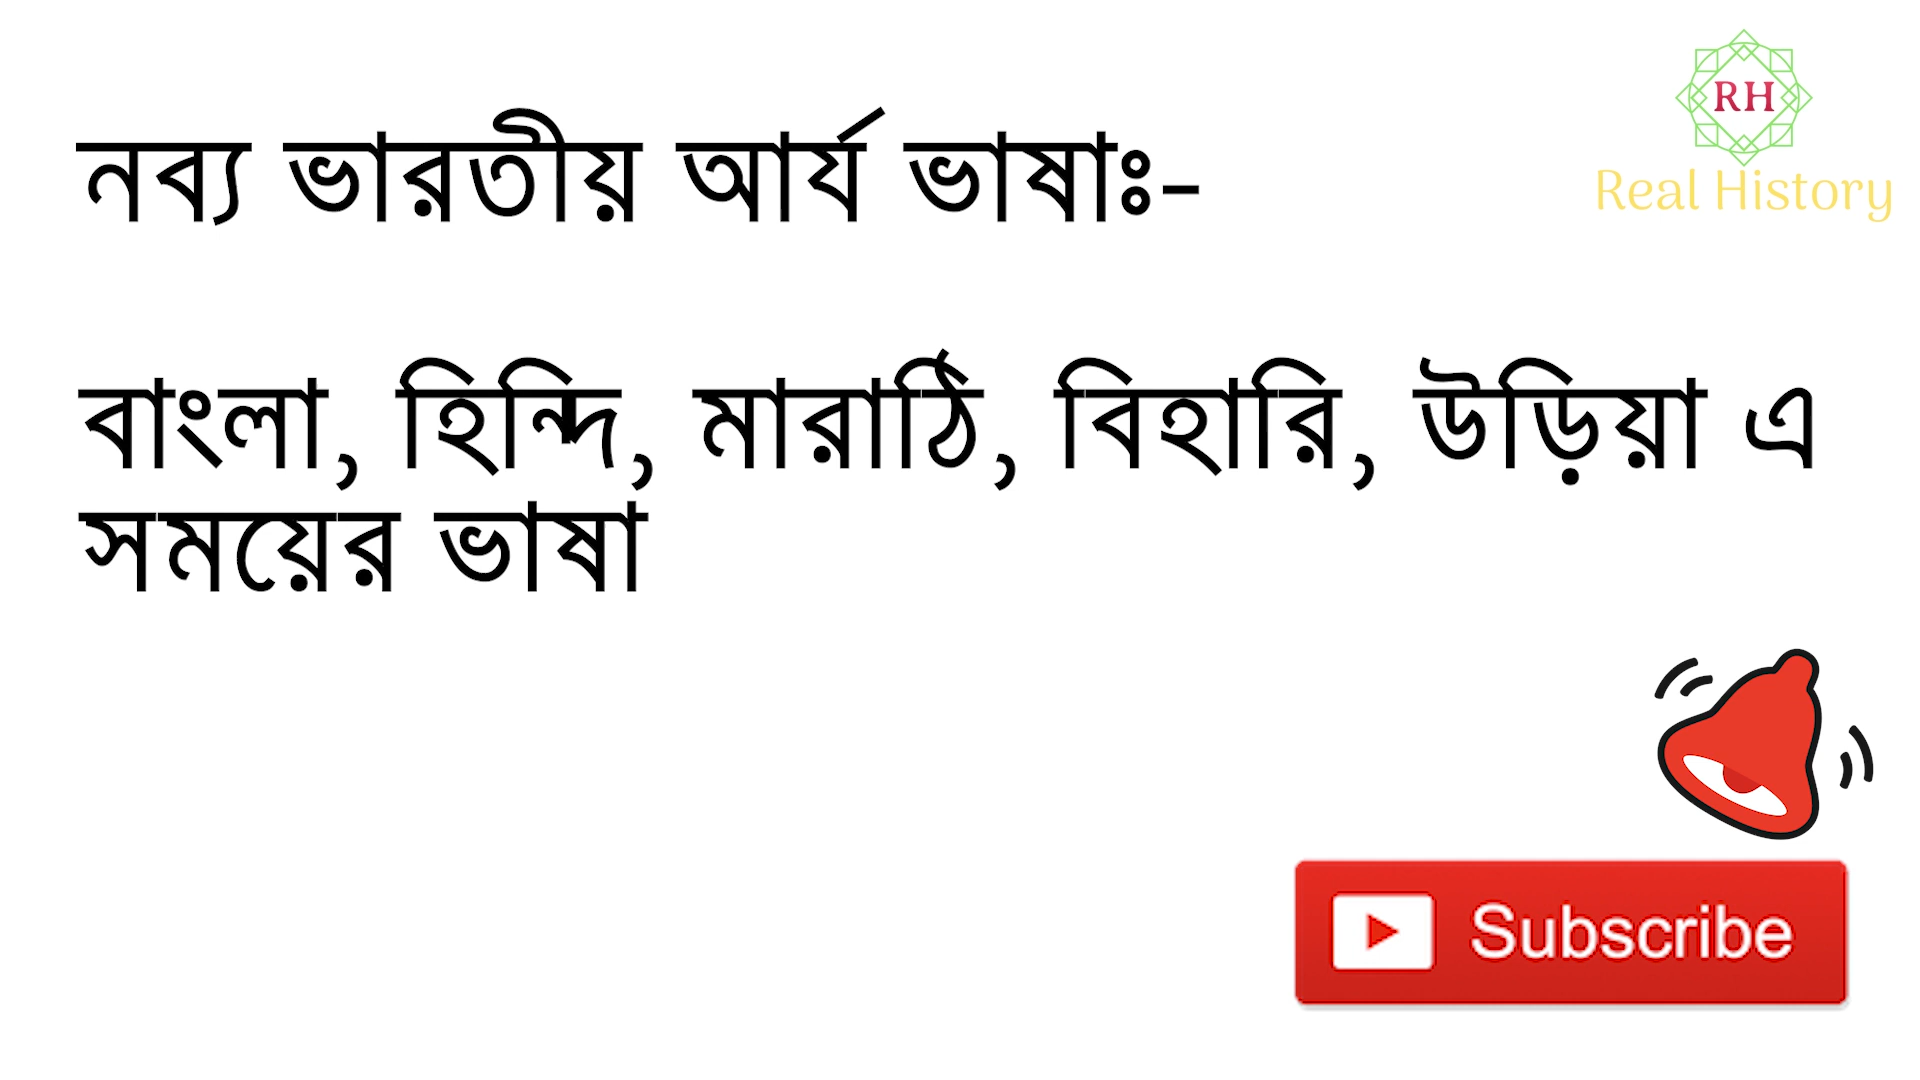 RH
Real History
নব্য ভারতীয় আর্য ভাষাঃ-
বাংলা, হিন্দি, মারাঠি, বিহারি, উড়িয়া এ
সময়ের ভাষা
Subscribe